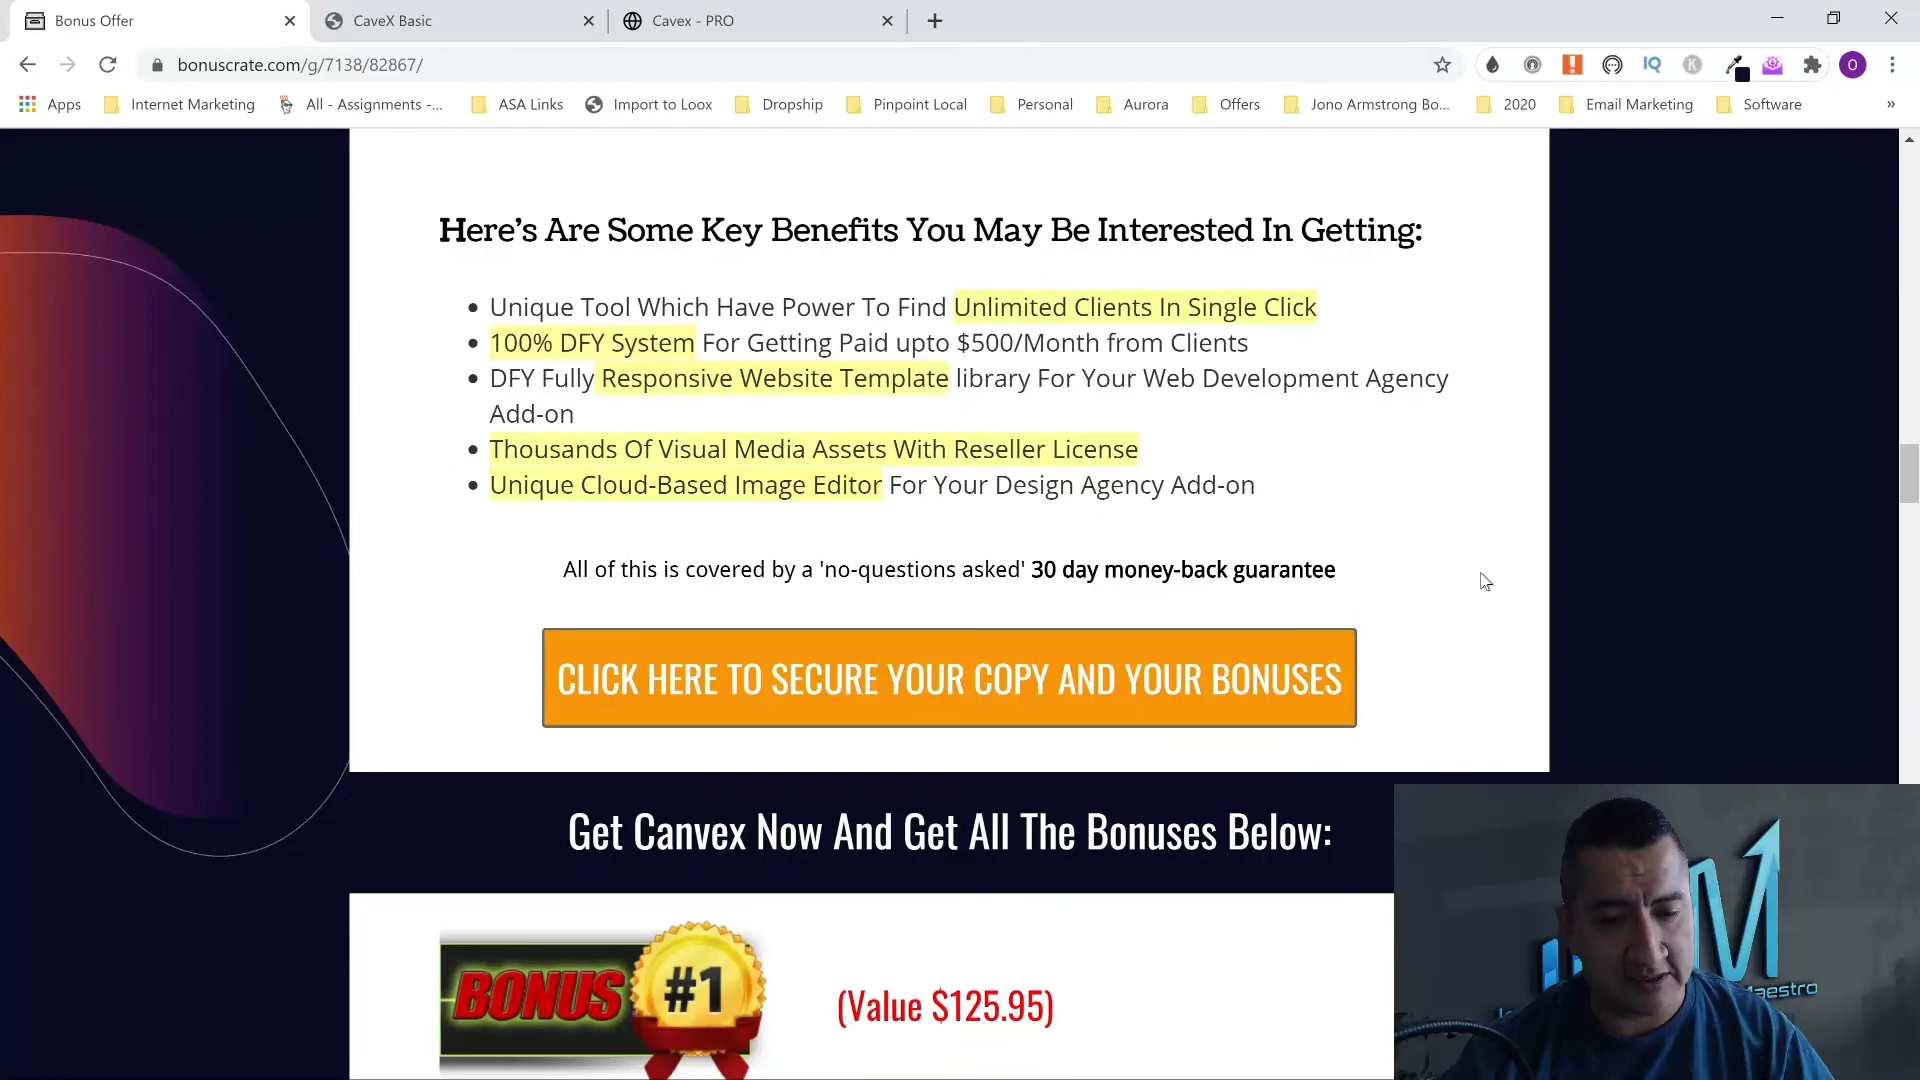 Bonus Offer
CaveX Basic
Cavex - PRO
bonuscrate.com/g/7138/82867/
IQ
K
O
Apps
Internet Marketing
All - Assignments -...
ASA Links
Import to Loox
Dropship
Pinpoint Local
Personal
Aurora
Offers
Jono Armstrong Bo...
2020
Email Marketing
Software
»
Here's Are Some Key Benefits You May Be Interested In Getting:
• Unique Tool Which Have Power To Find Unlimited Clients In Single Click
• 100% DFY System For Getting Paid upto $500/Month from Clients
• DFY Fully Responsive Website Template library For Your Web Development Agency
Add-on
• Thousands Of Visual Media Assets With Reseller License
• Unique Cloud-Based Image Editor For Your Design Agency Add-on
All of this is covered by a 'no-questions asked' 30 day money-back guarantee
CLICK HERE TO SECURE YOUR COPY AND YOUR BONUSES
Get Canvex Now And Get All The Bonuses Below:
BONUS #1
(Value $125.95)